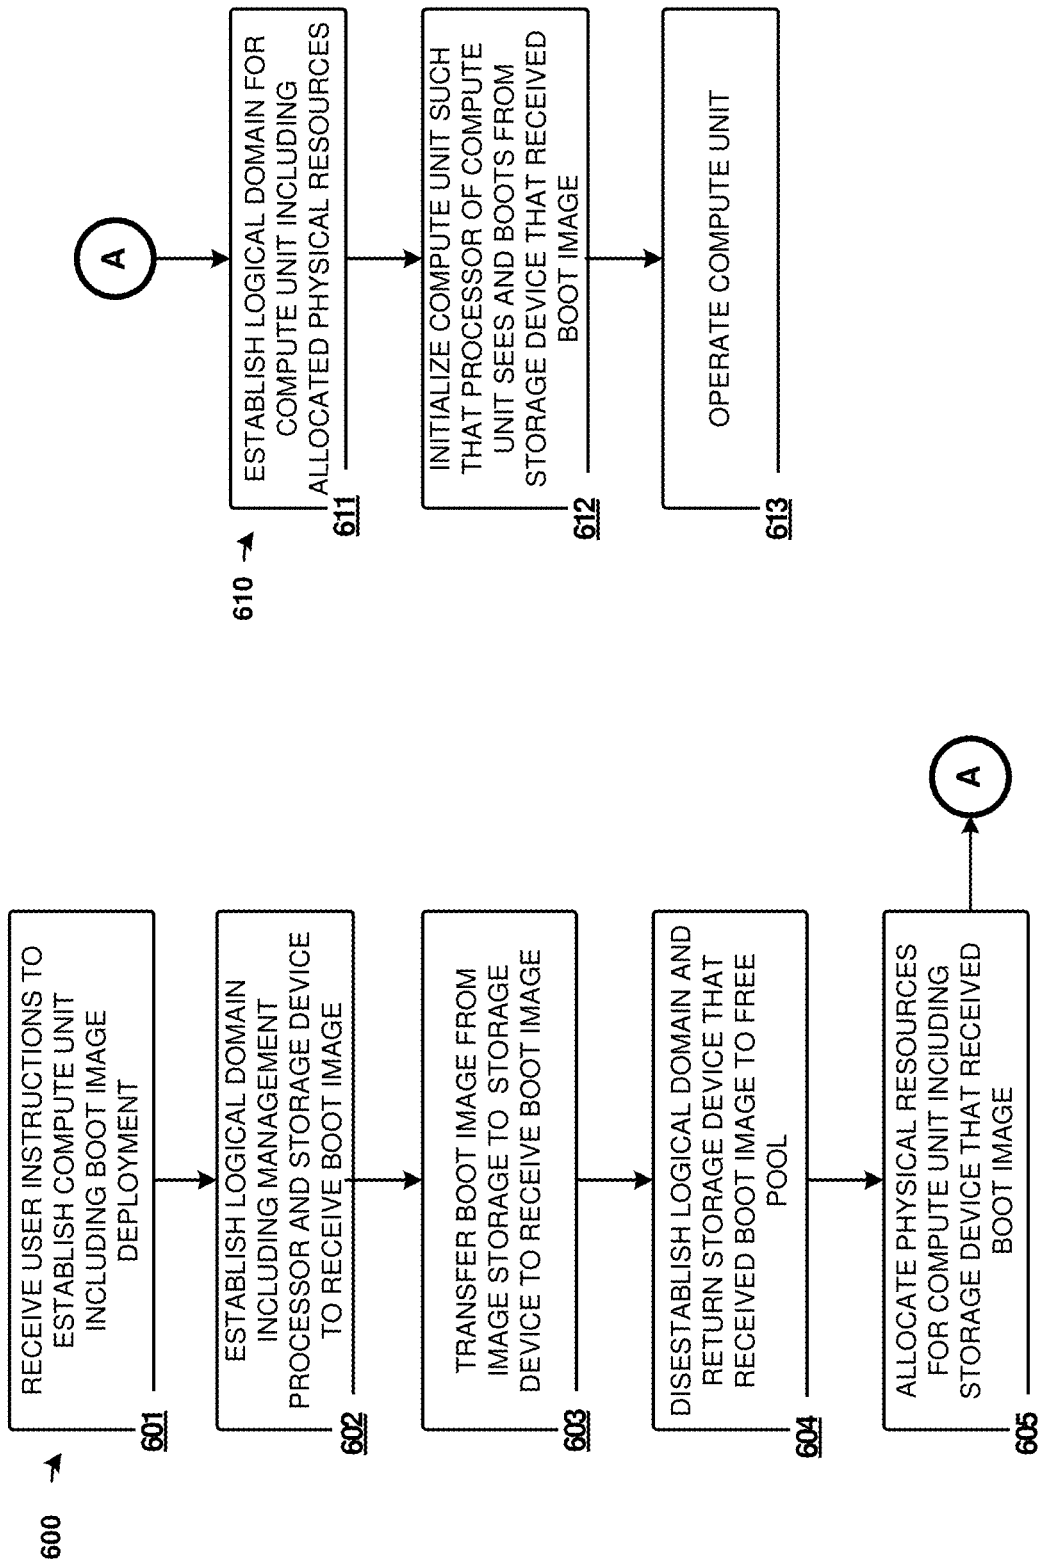 600
RECEIVE USER INSTRUCTIONS TO
ESTABLISH COMPUTE UNIT
INCLUDING BOOT IMAGE
DEPLOYMENT
601
ESTABLISH LOGICAL DOMAIN
INCLUDING MANAGEMENT
PROCESSOR AND STORAGE DEVICE
TO RECEIVE BOOT IMAGE
602
TRANSFER BOOT IMAGE FROM
IMAGE STORAGE TO STORAGE
DEVICE TO RECEIVE BOOT IMAGE
603
DISESTABLISH LOGICAL DOMAIN AND
RETURN STORAGE DEVICE THAT
RECEIVED BOOT IMAGE TO FREE
POOL
604
ALLOCATE PHYSICAL RESOURCES
FOR COMPUTE UNIT INCIUDING
STORAGE DEVICE THAT RECEIVED
BOOT IMAGE
605
A
A
610
ESTABLISH LOGICAL DOMAIN FOR
COMPUTE UNIT INCLUDING
ALLOCATED PHYSICAL RESOURCES
611
INITIALIZE COMPUTE UNIT SUCH
THAT PROCESSOR OF COMPUTE
UNIT SEES AND BOOTS FROM
STORAGE DEVICE THAT RECEIVED
BOOT IMAGE
612
OPERATE COMPUTE UNIT
613